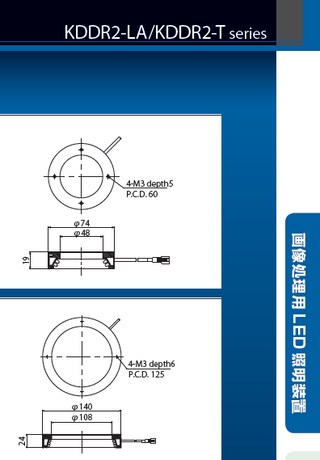 KDDR2-LA/KDDR2-T series
4-M3 depth5
P.C.D. 60
φ74
φ48
19
4-M3 depth6
P.C.D. 125
φ140
φ108
24
画像処理用LED照明装置